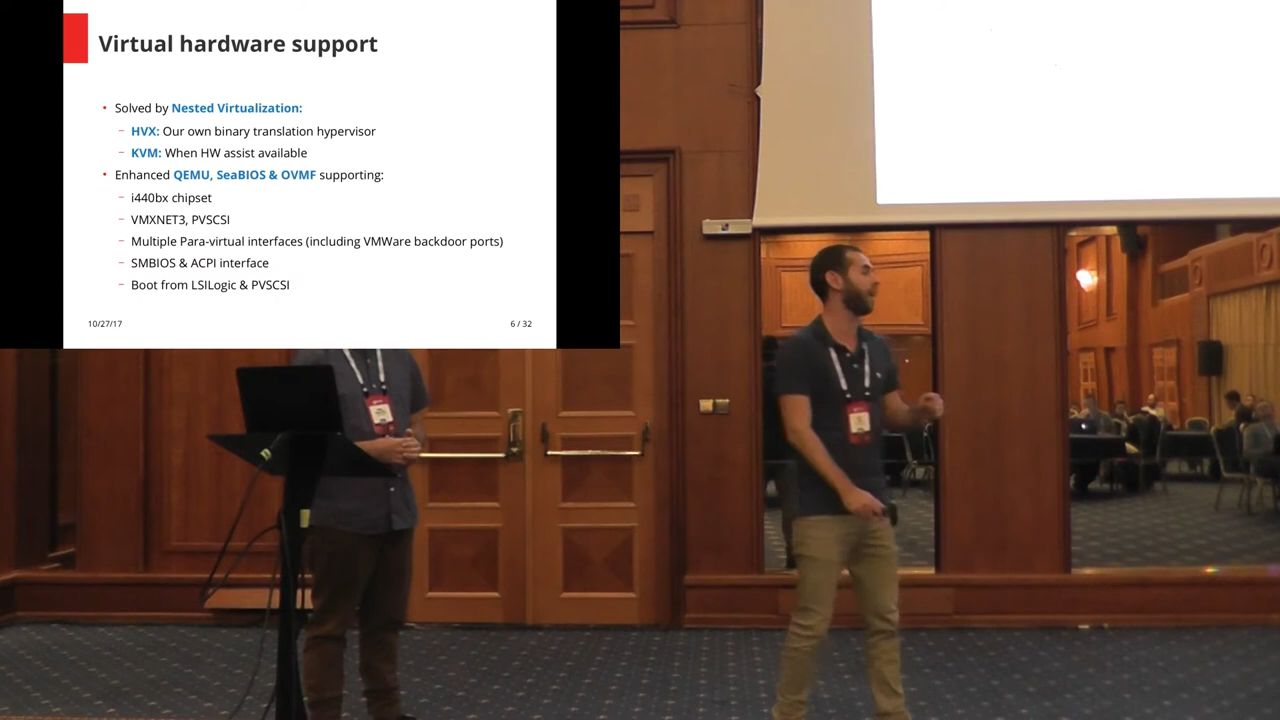 Virtual hardware support
• Solved by Nested Virtualization:
– HVX: Our own binary translation hypervisor
– KVM: When HW assist available
• Enhanced QEMU, SeaBIOS & OVMF supporting:
– i440bx chipset
– VMXNET3, PVSCSI
– Multiple Para-virtual interfaces (including VMWare backdoor ports)
– SMBIOS & ACPI interface
– Boot from LSILogic & PVSCSI
10/27/17
6 / 32